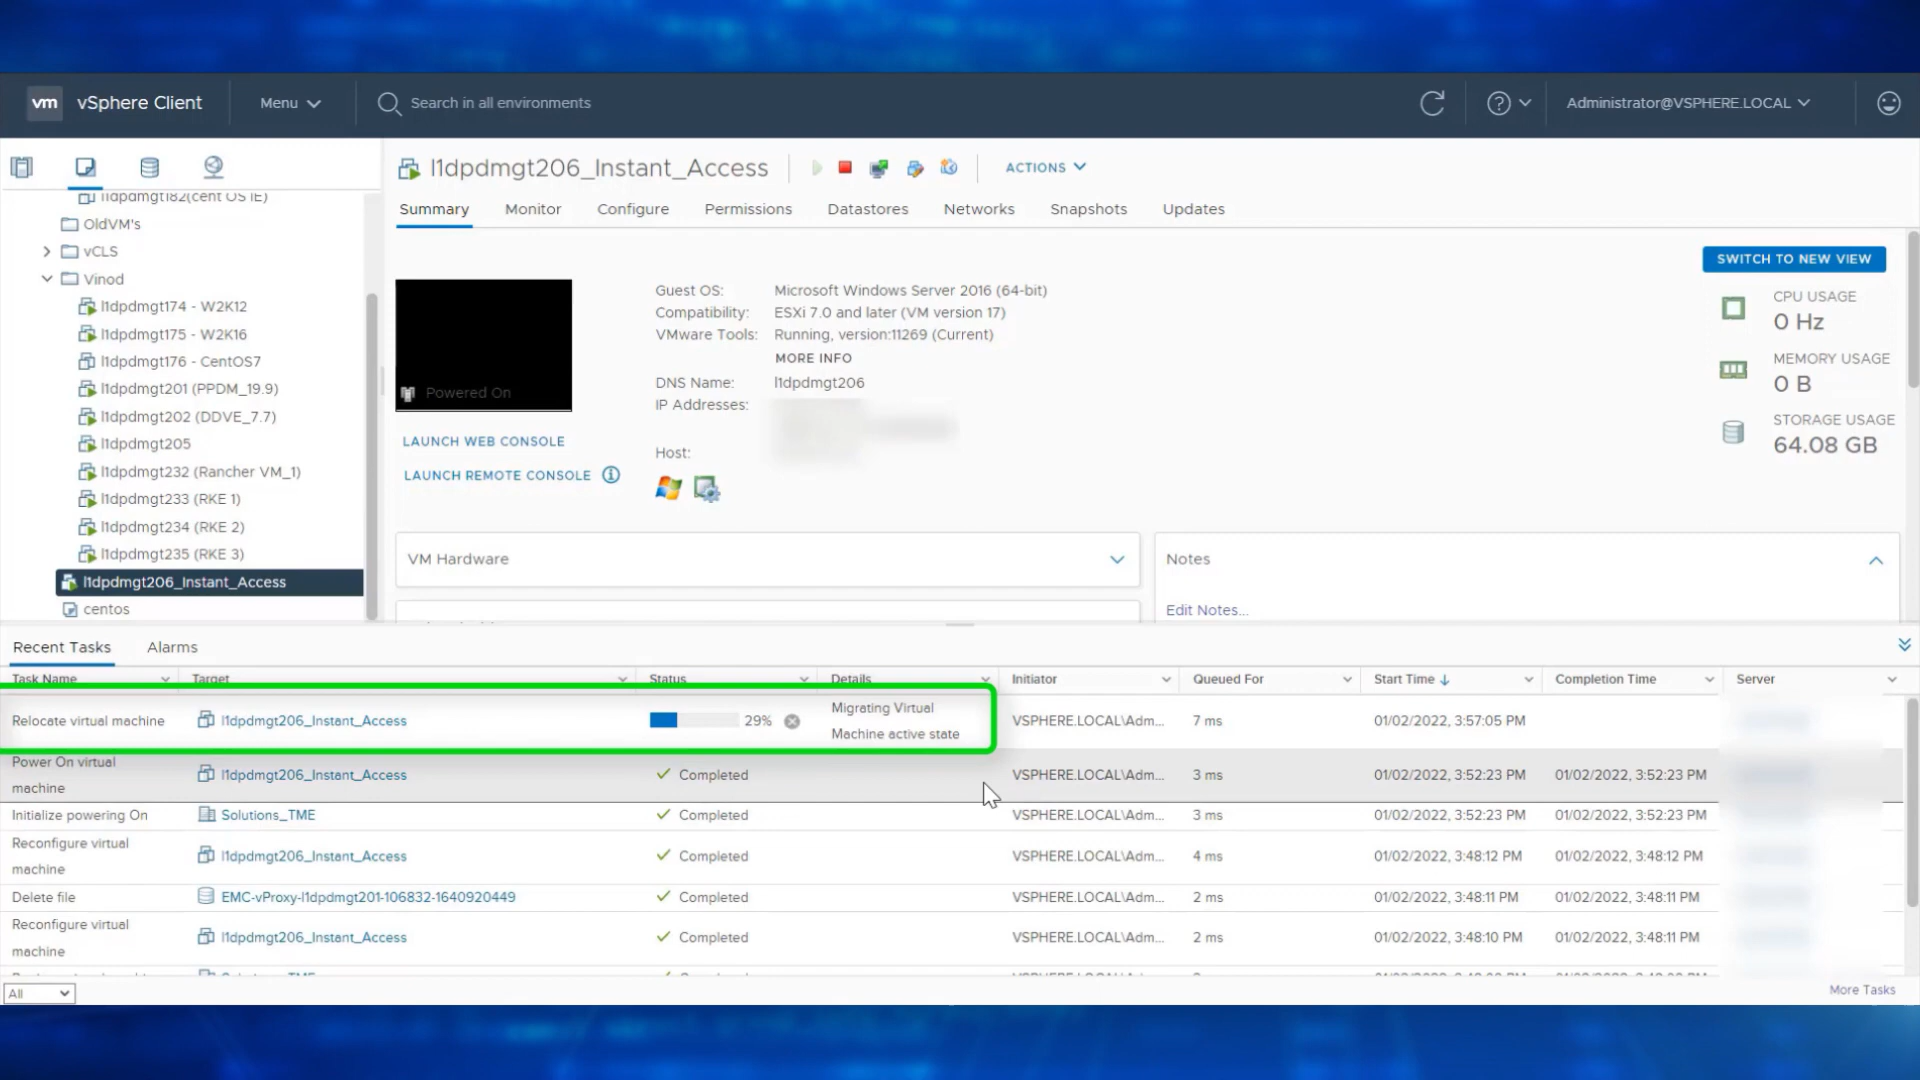 vm vSphere Client Menu Search in all environments Administrator@VSPHERE.LOCAL
l1dpdmgt182(cent OS IE)
OldVM's
vCLS
Vinod
l1dpdmgt174 - W2K12
l1dpdmgt175 - W2K16
l1dpdmgt176 - CentOS7
l1dpdmgt201 (PPDM_19.9)
l1dpdmgt202 (DDVE_7.7)
l1dpdmgt205
l1dpdmgt232 (Rancher VM_1)
l1dpdmgt233 (RKE 1)
l1dpdmgt234 (RKE 2)
l1dpdmgt235 (RKE 3)
l1dpdmgt206_Instant_Access
centos
l1dpdmgt206_Instant_Access ACTIONS
Summary Monitor Configure Permissions Datastores Networks Snapshots Updates
Powered On
LAUNCH WEB CONSOLE
LAUNCH REMOTE CONSOLE
Guest OS: Microsoft Windows Server 2016 (64-bit)
Compatibility: ESXi 7.0 and later (VM version 17)
VMware Tools: Running, version:11269 (Current)
MORE INFO
DNS Name: l1dpdmgt206
IP Addresses:
Host:
SWITCH TO NEW VIEW
CPU USAGE
0 Hz
MEMORY USAGE
0 B
STORAGE USAGE
64.08 GB
VM Hardware
Notes
Edit Notes...
Recent Tasks Alarms
Task Name Target Status Details Initiator Queued For Start Time Completion Time Server
Relocate virtual machine l1dpdmgt206_Instant_Access 29% Migrating Virtual Machine active state VSPHERE.LOCAL\Adm... 7 ms 01/02/2022, 3:57:05 PM
Power On virtual machine l1dpdmgt206_Instant_Access Completed VSPHERE.LOCAL\Adm... 3 ms 01/02/2022, 3:52:23 PM 01/02/2022, 3:52:23 PM
Initialize powering On Solutions_TME Completed VSPHERE.LOCAL\Adm... 3 ms 01/02/2022, 3:52:23 PM 01/02/2022, 3:52:23 PM
Reconfigure virtual machine l1dpdmgt206_Instant_Access Completed VSPHERE.LOCAL\Adm... 4 ms 01/02/2022, 3:48:12 PM 01/02/2022, 3:48:12 PM
Delete file EMC-vProxy-l1dpdmgt201-106832-1640920449 Completed VSPHERE.LOCAL\Adm... 2 ms 01/02/2022, 3:48:11 PM 01/02/2022, 3:48:11 PM
Reconfigure virtual machine l1dpdmgt206_Instant_Access Completed VSPHERE.LOCAL\Adm... 2 ms 01/02/2022, 3:48:10 PM 01/02/2022, 3:48:11 PM
All More Tasks